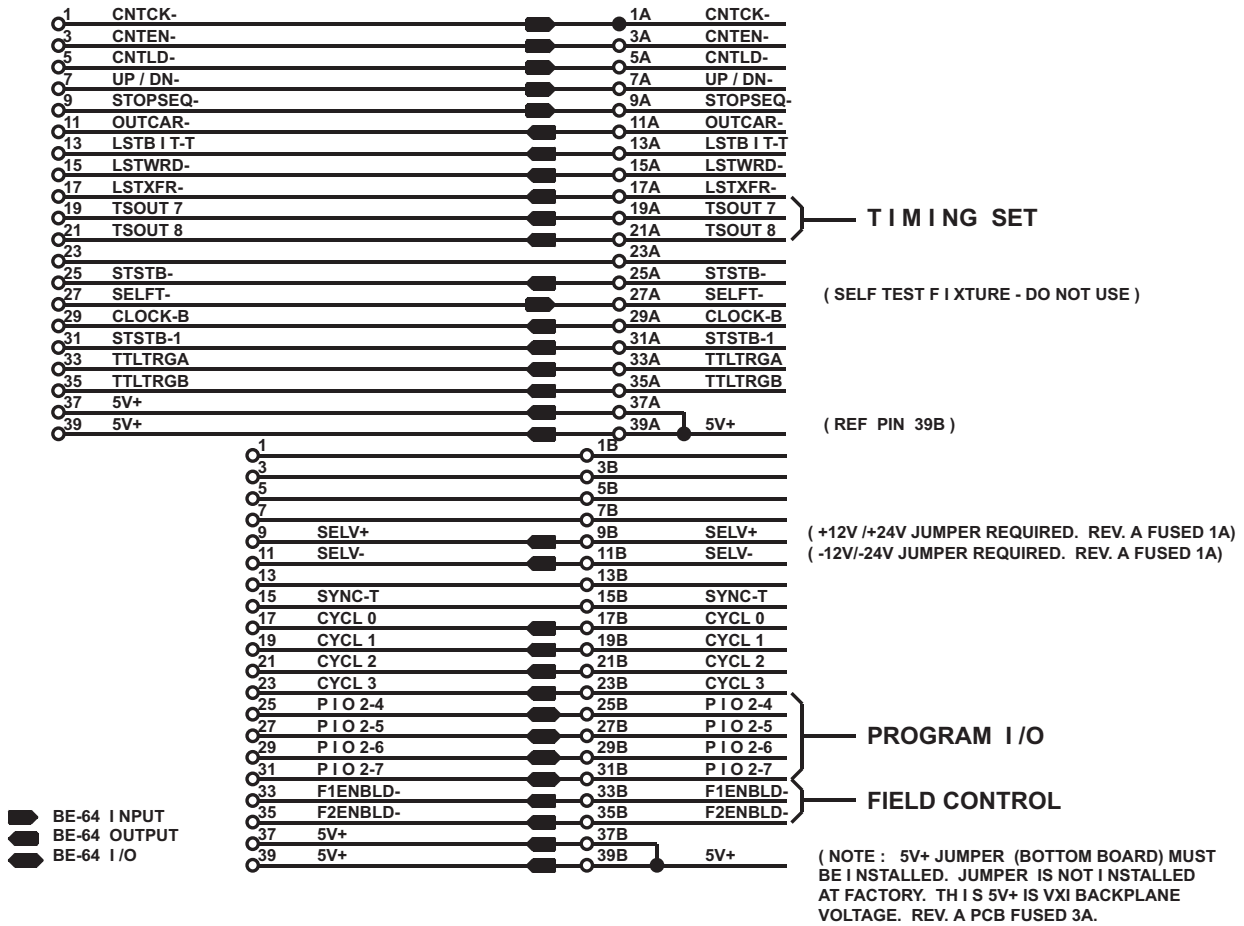 1 CNTCK- 1A CNTCK-
3 CNTEN- 3A CNTEN-
5 CNTLD- 5A CNTLD-
7 UP / DN- 7A UP / DN-
9 STOPSEQ- 9A STOPSEQ-
11 OUTCAR- 11A OUTCAR-
13 LSTB I T-T 13A LSTB I T-T
15 LSTWRD- 15A LSTWRD-
17 LSTXFR- 17A LSTXFR-
19 TSOUT 7 19A TSOUT 7
T I M I NG SET
21 TSOUT 8 21A TSOUT 8
23 23A
25 STSTB- 25A STSTB-
27 SELFT- 27A SELFT- ( SELF TEST F I XTURE - DO NOT USE )
29 CLOCK-B 29A CLOCK-B
31 STSTB-1 31A STSTB-1
33 TTLTRGA 33A TTLTRGA
35 TTLTRGB 35A TTLTRGB
37 5V+ 37A
39 5V+ 39A 5V+ ( REF PIN 39B )
1 1B
3 3B
5 5B
7 7B
9 SELV+ 9B SELV+ ( +12V /+24V JUMPER REQUIRED. REV. A FUSED 1A)
11 SELV- 11B SELV- ( -12V/-24V JUMPER REQUIRED. REV. A FUSED 1A)
13 13B
15 SYNC-T 15B SYNC-T
17 CYCL 0 17B CYCL 0
19 CYCL 1 19B CYCL 1
21 CYCL 2 21B CYCL 2
23 CYCL 3 23B CYCL 3
25 P I O 2-4 25B P I O 2-4
27 P I O 2-5 27B P I O 2-5
PROGRAM I /O
29 P I O 2-6 29B P I O 2-6
31 P I O 2-7 31B P I O 2-7
33 F1ENBLD- 33B F1ENBLD-
FIELD CONTROL
35 F2ENBLD- 35B F2ENBLD-
37 5V+ 37B
39 5V+ 39B 5V+
( NOTE : 5V+ JUMPER (BOTTOM BOARD) MUST
BE I NSTALLED. JUMPER IS NOT I NSTALLED
AT FACTORY. TH I S 5V+ IS VXI BACKPLANE
VOLTAGE. REV. A PCB FUSED 3A.
BE-64 I NPUT
BE-64 OUTPUT
BE-64 I /O